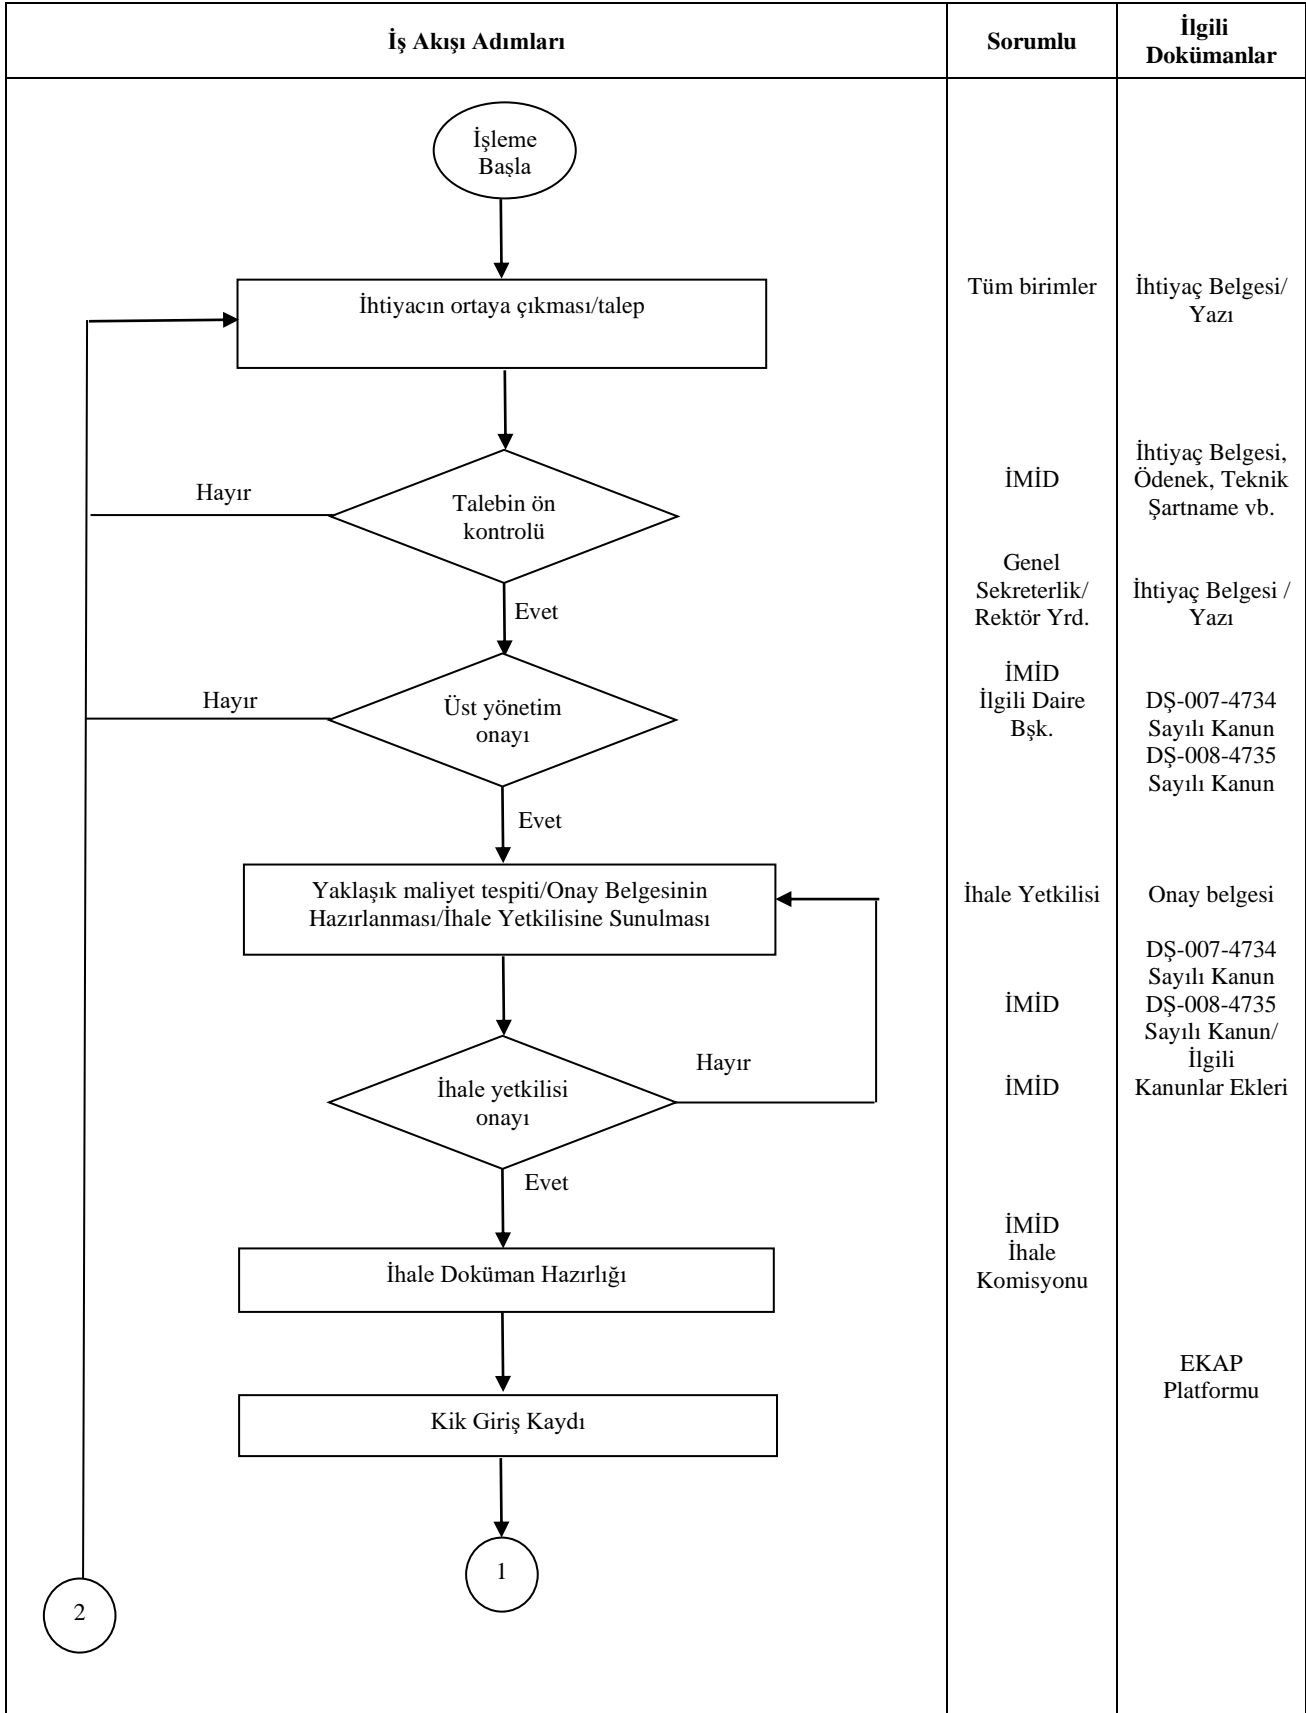 İş Akışı Adımları
Sorumlu
İlgili
Dokümanlar
İşleme
Başla
İhtiyacın ortaya çıkması/talep
Tüm birimler
İhtiyaç Belgesi/
Yazı
Hayır
Talebin ön
kontrolü
İMİD
İhtiyaç Belgesi,
Ödenek, Teknik
Şartname vb.
Evet
Genel
Sekreterlik/
Rektör Yrd.
İhtiyaç Belgesi /
Yazı
Hayır
Üst yönetim
onayı
İMİD
İlgili Daire
Bşk.
DŞ-007-4734
Sayılı Kanun
DŞ-008-4735
Sayılı Kanun
Evet
Yaklaşık maliyet tespiti/Onay Belgesinin
Hazırlanması/İhale Yetkilisine Sunulması
İhale Yetkilisi
Onay belgesi
Hayır
İhale yetkilisi
onayı
İMİD
İMİD
DŞ-007-4734
Sayılı Kanun
DŞ-008-4735
Sayılı Kanun/
İlgili
Kanunlar Ekleri
Evet
İhale Doküman Hazırlığı
İMİD
İhale
Komisyonu
Kik Giriş Kaydı
EKAP
Platformu
1
2